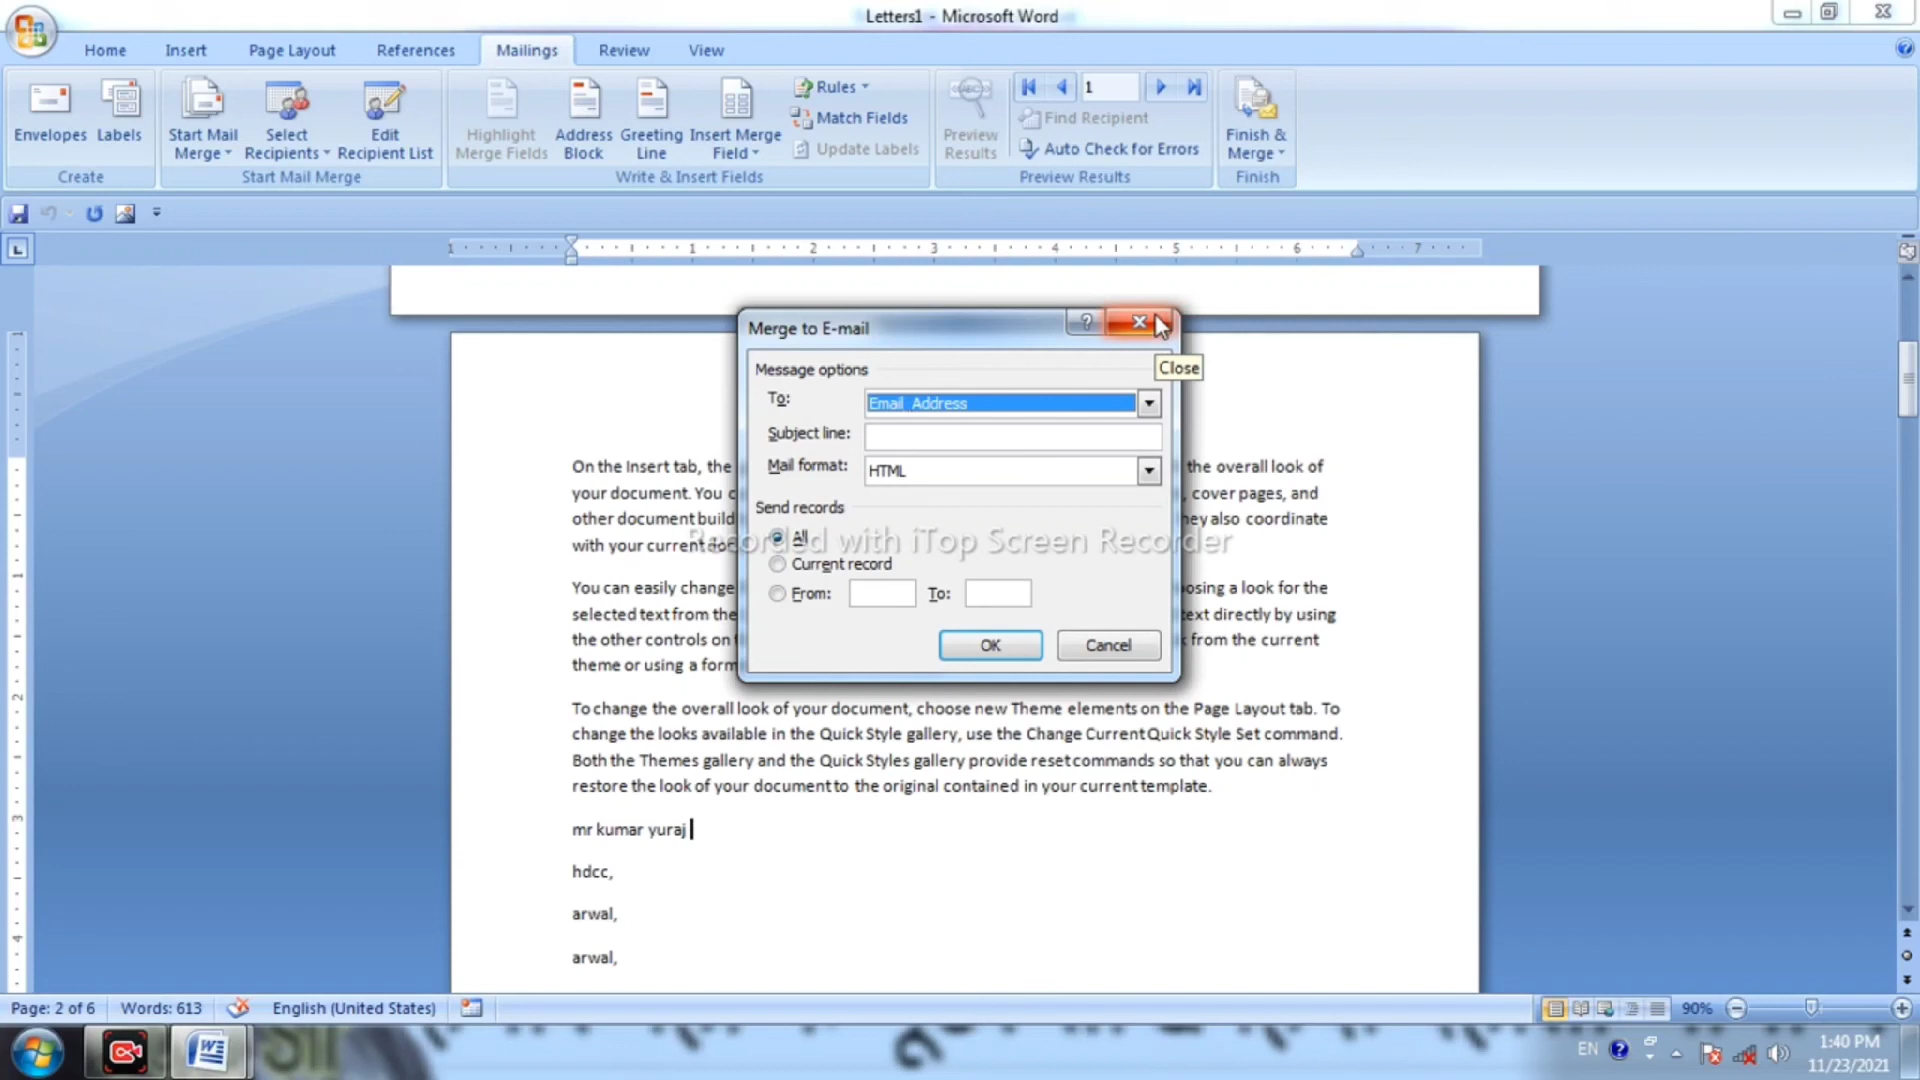 Letters1 - Microsoft Word
Home Insert Page Layout References Mailings Review View
Envelopes Labels
Create
Start Mail Merge
Select Recipients
Edit Recipient List
Start Mail Merge
Highlight Merge Fields
Address Block
Greeting Line
Insert Merge Field
Rules
Match Fields
Update Labels
Write & Insert Fields
Preview Results
1
Find Recipient
Auto Check for Errors
Preview Results
Finish & Merge
Finish
1 1 2 3 4 5 6 7
Merge to E-mail
Close
Message options
To: Email Address
Subject line:
Mail format: HTML
Send records
All
Current record
From: To:
OK Cancel
Recorded with iTop Screen Recorder
On the Insert tab, the the overall look of
your document. You c , cover pages, and
other document build hey also coordinate
with your current doc
You can easily change osing a look for the
selected text from the text directly by using
the other controls on from the current
theme or using a form
To change the overall look of your document, choose new Theme elements on the Page Layout tab. To
change the looks available in the Quick Style gallery, use the Change Current Quick Style Set command.
Both the Themes gallery and the Quick Styles gallery provide reset commands so that you can always
restore the look of your document to the original contained in your current template.
mr kumar yuraj
hdcc,
arwal,
arwal,
Page: 2 of 6 Words: 613 English (United States) 90%
EN 1:40 PM
11/23/2021